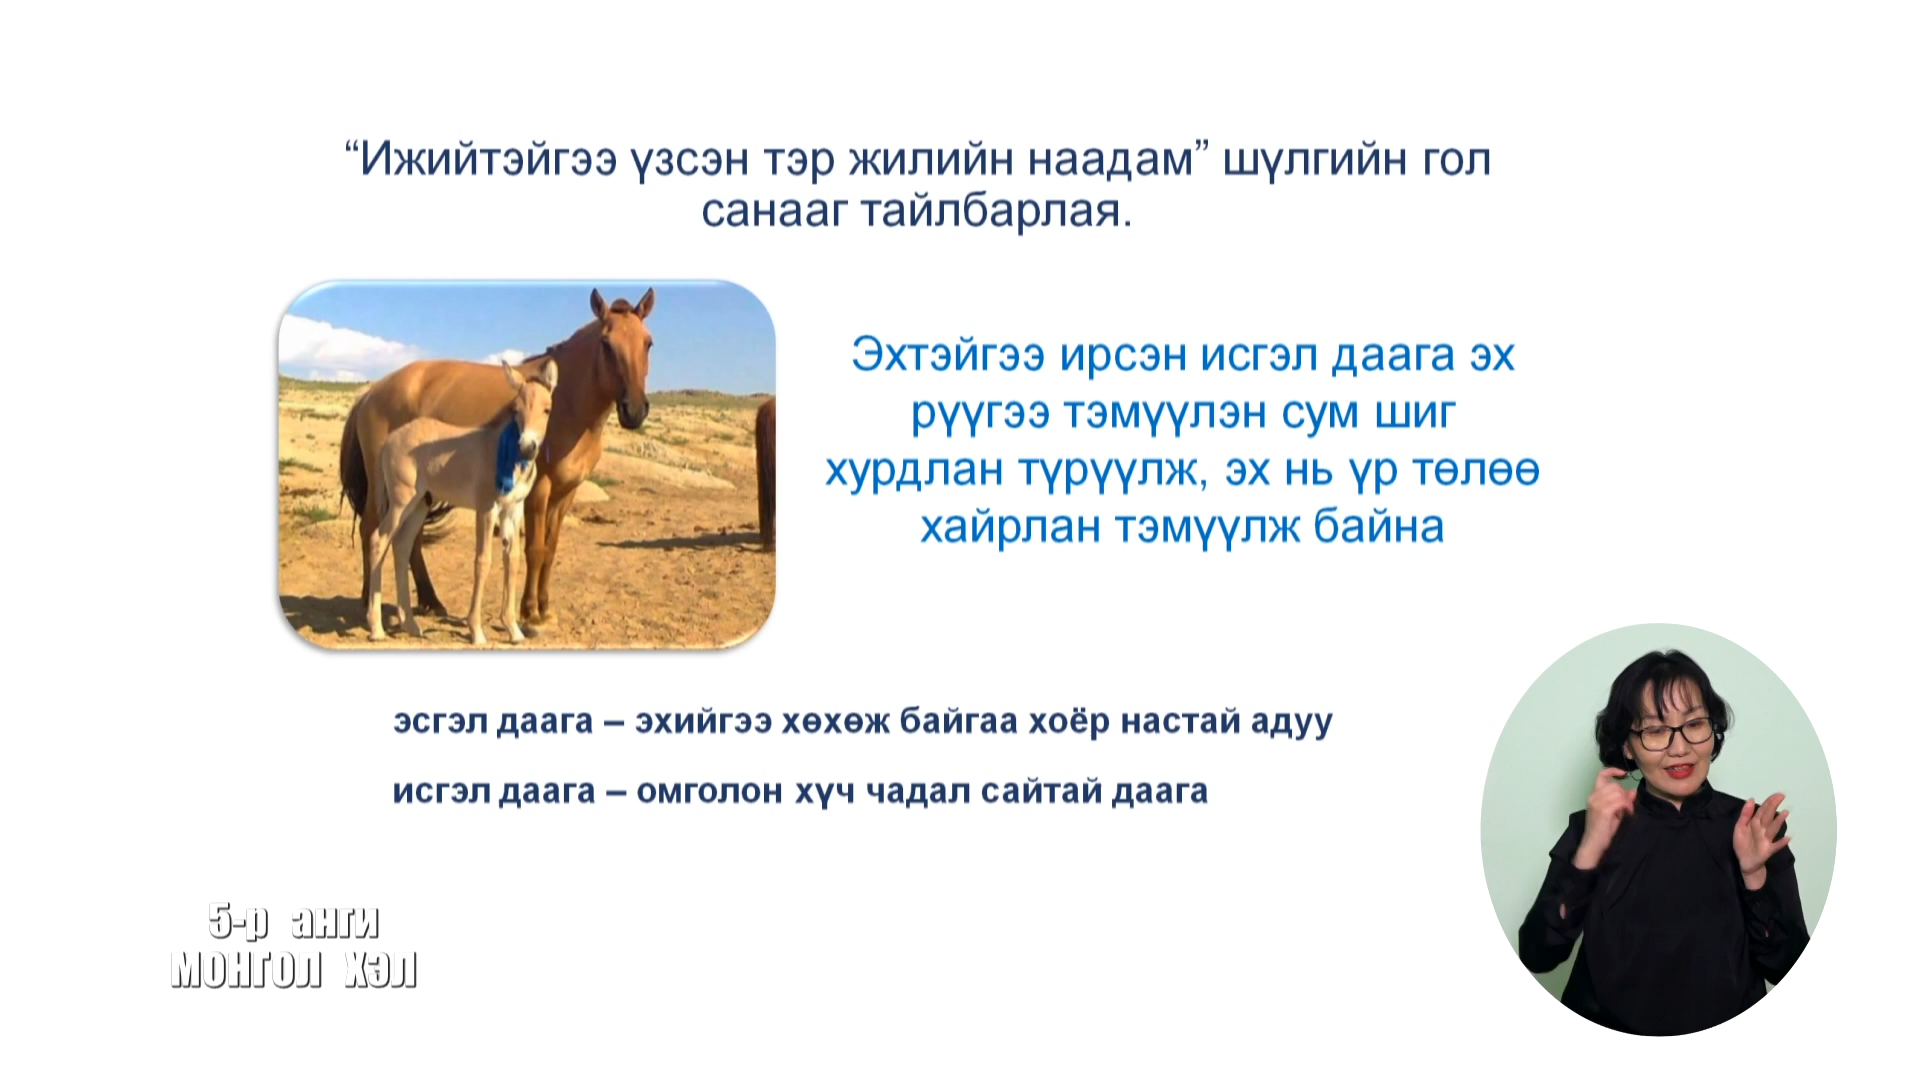 “Ижийтэйгээ үзсэн тэр жилийн наадам” шүлгийн гол
санааг тайлбарлая.
Эхтэйгээ ирсэн исгэл даага эх
рүүгээ тэмүүлэн сум шиг
хурдлан түрүүлж, эх нь үр төлөө
хайрлан тэмүүлж байна
эсгэл даага – эхийгээ хөхөж байгаа хоёр настай адуу
исгэл даага – омголон хүч чадал сайтай даага
5-р анги
МОНГОЛ ХЭЛ